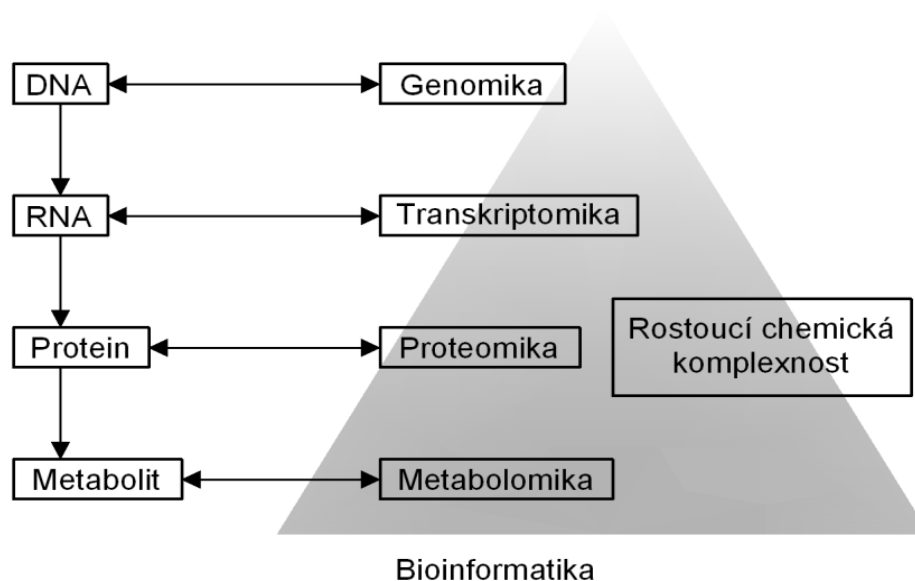 DNA
Genomika
RNA
Transkriptomika
Protein
Proteomika
Rostoucí chemická
komplexnost
Metabolit
Metabolomika
Bioinformatika